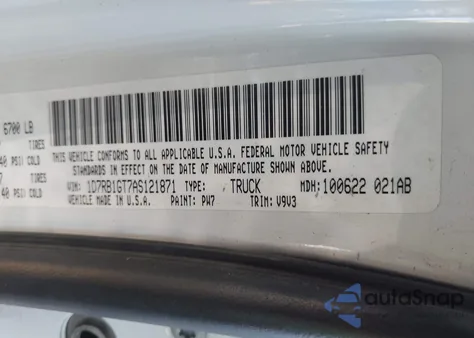 6700 LB
THIS VEHICLE CONFORMS TO ALL APPLICABLE U.S.A. FEDERAL MOTOR VEHICLE SAFETY
STANDARDS IN EFFECT ON THE DATE OF MANUFACTURE SHOWN ABOVE.
TIRES
40 PSI COLD
VIN: 1D7RB1GT7AS121871 TYPE: TRUCK MDH: 100622 021AB
TIRES
40 PSI COLD
VEHICLE MADE IN U.S.A. PAINT: PW7 TRIM: V9V3
autoSnap